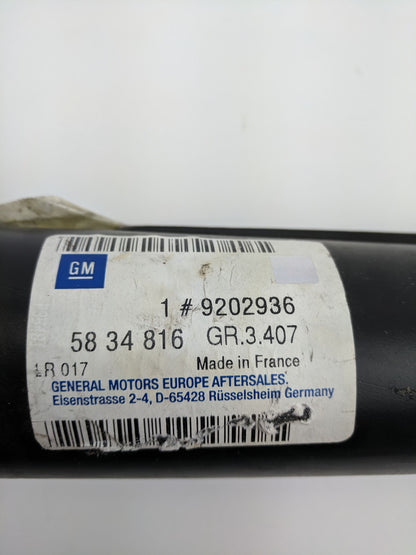 GM
1 # 9202936
58 34 816 GR.3.407
LR 017 Made in France
GENERAL MOTORS EUROPE AFTERSALES.
Eisenstrasse 2-4, D-65428 Rüsselsheim Germany